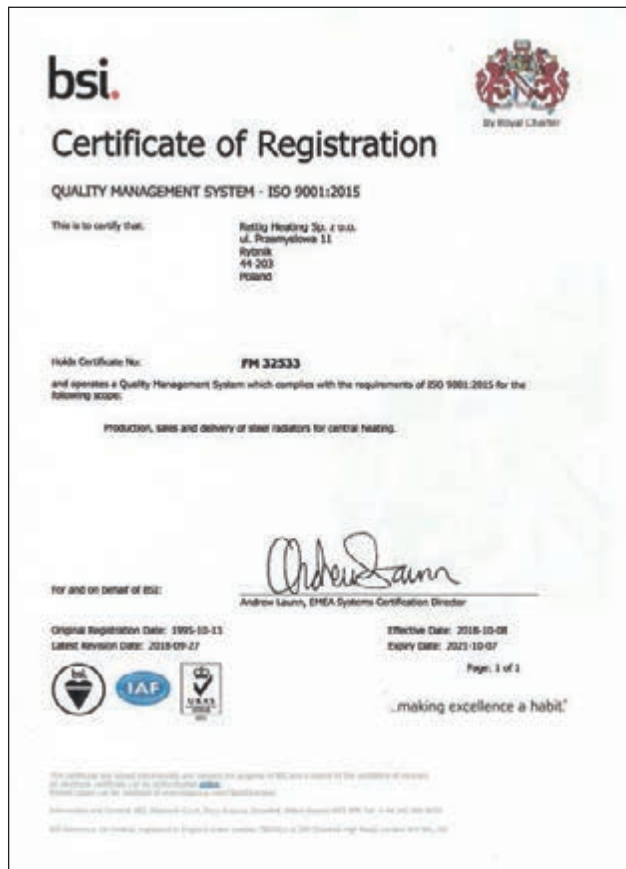 bsi.
By Royal Charter
Certificate of Registration
QUALITY MANAGEMENT SYSTEM - ISO 9001:2015
This is to certify that:
Rettig Heating Sp. z o.o.
ul. Przemyslowa 11
Rybnik
44 203
Poland
Holds Certificate No:
FM 32533
and operates a Quality Management System which complies with the requirements of ISO 9001:2015 for the
following scope:
Production, sales and delivery of steel radiators for central heating.
For and on behalf of BSI:
Andrew Launn, EMEA Systems Certification Director
Original Registration Date: 1995-10-13
Effective Date: 2018-10-08
Latest Revision Date: 2018-09-27
Expiry Date: 2021-10-07
Page: 1 of 1
bsi.
IAF
UKAS
...making excellence a habit.